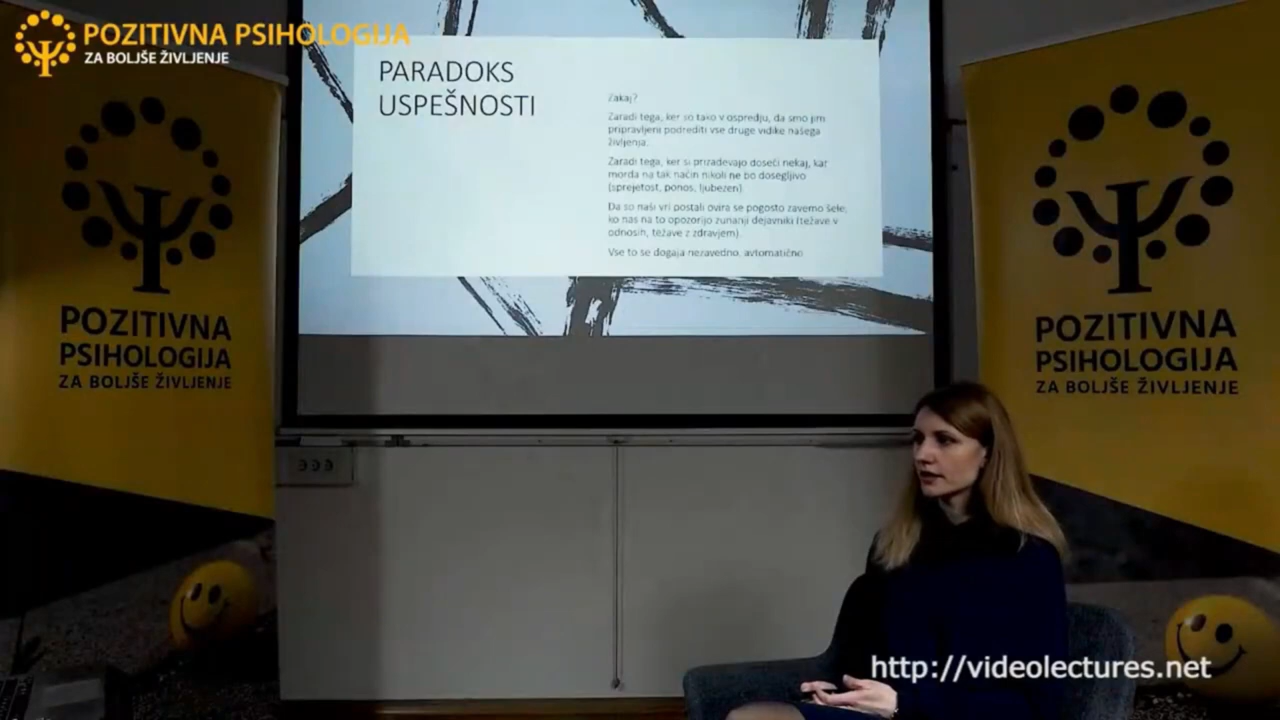 POZITIVNA PSIHOLOGIJA
ZA BOLJŠE ŽIVLJENJE
PARADOKS
USPEŠNOSTI
Zakaj?
Zaradi tega, ker so tako v ospredju, da smo jim
pripravljeni podrediti vse druge vidike našega
življenja.
Zaradi tega, ker si prizadevajo doseči nekaj, kar
morda na tak način nikoli ne bo dosegljivo
(sprejetost, ponos, ljubezen)
Da so naši vri postali ovira se pogosto zavemo šele,
ko nas na to opozorijo zunanji dejavniki (težave v
odnosih, težave z zdravjem).
Vse to se dogaja nezavedno, avtomatično
POZITIVNA
PSIHOLOGIJA
ZA BOLJŠE ŽIVLJENJE
POZITIVNA
PSIHOLOGIJA
ZA BOLJŠE ŽIVLJENJE
http://videolectures.net